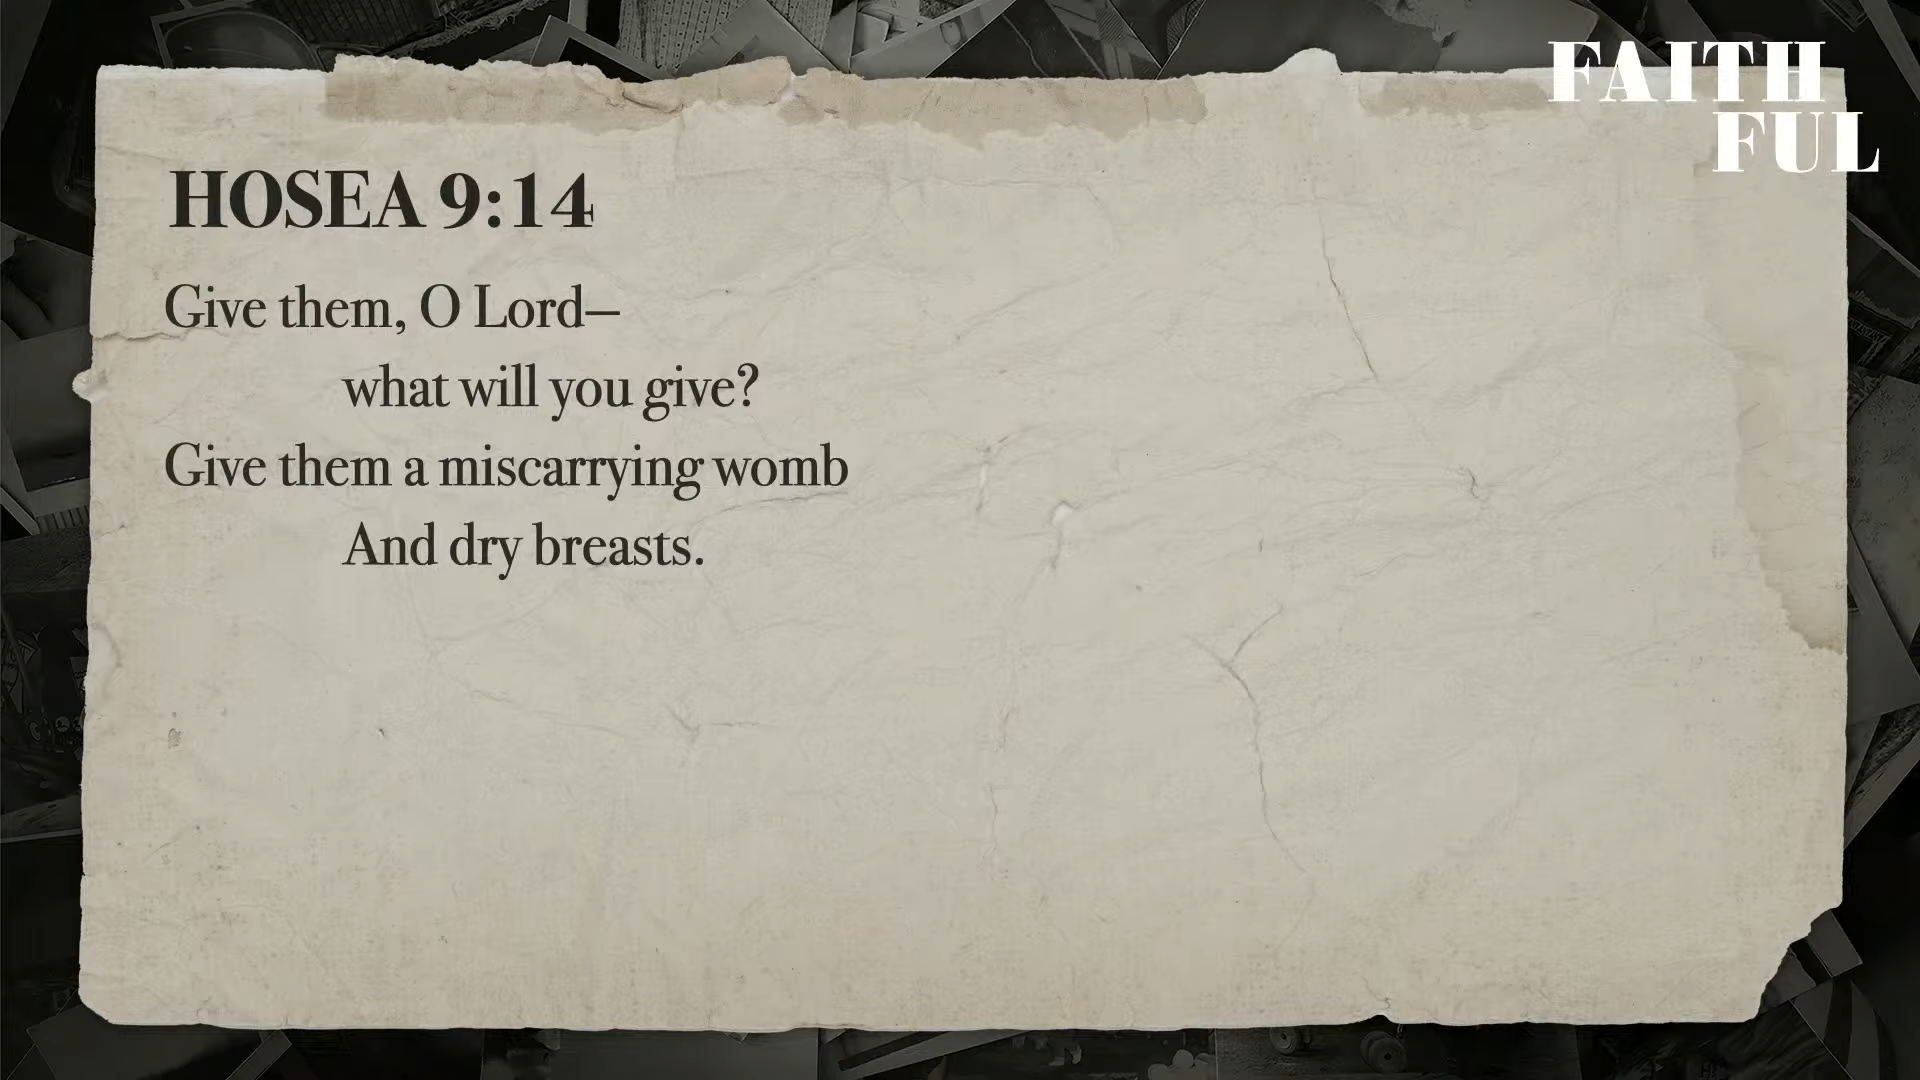 FAITH
FUL
HOSEA 9:14
Give them, O Lord—
what will you give?
Give them a miscarrying womb
And dry breasts.